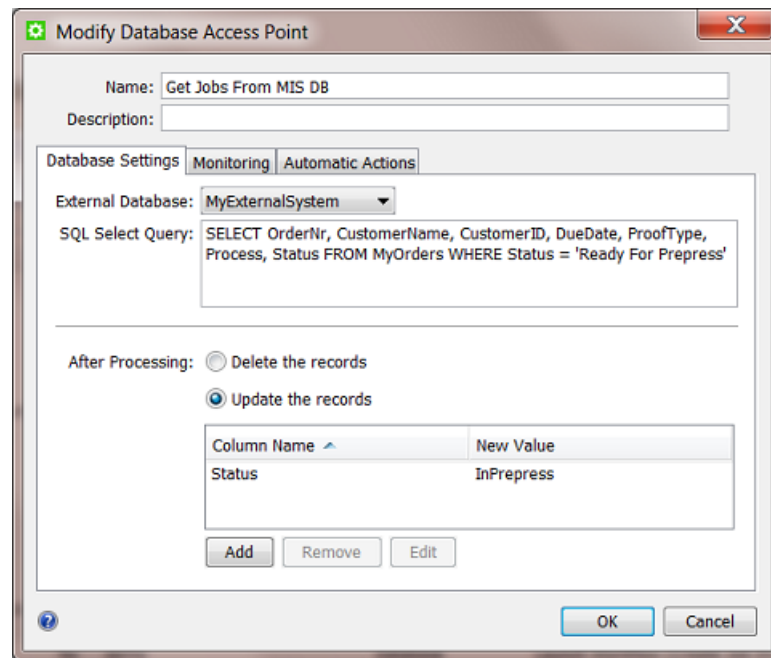 Modify Database Access Point
Name: Get Jobs From MIS DB
Description:
Database Settings Monitoring Automatic Actions
External Database: MyExternalSystem
SQL Select Query: SELECT OrderNr, CustomerName, CustomerID, DueDate, ProofType,
Process, Status FROM MyOrders WHERE Status = 'Ready For Prepress'
After Processing: Delete the records
Update the records
Column Name New Value
Status InPrepress
Add Remove Edit
? OK Cancel